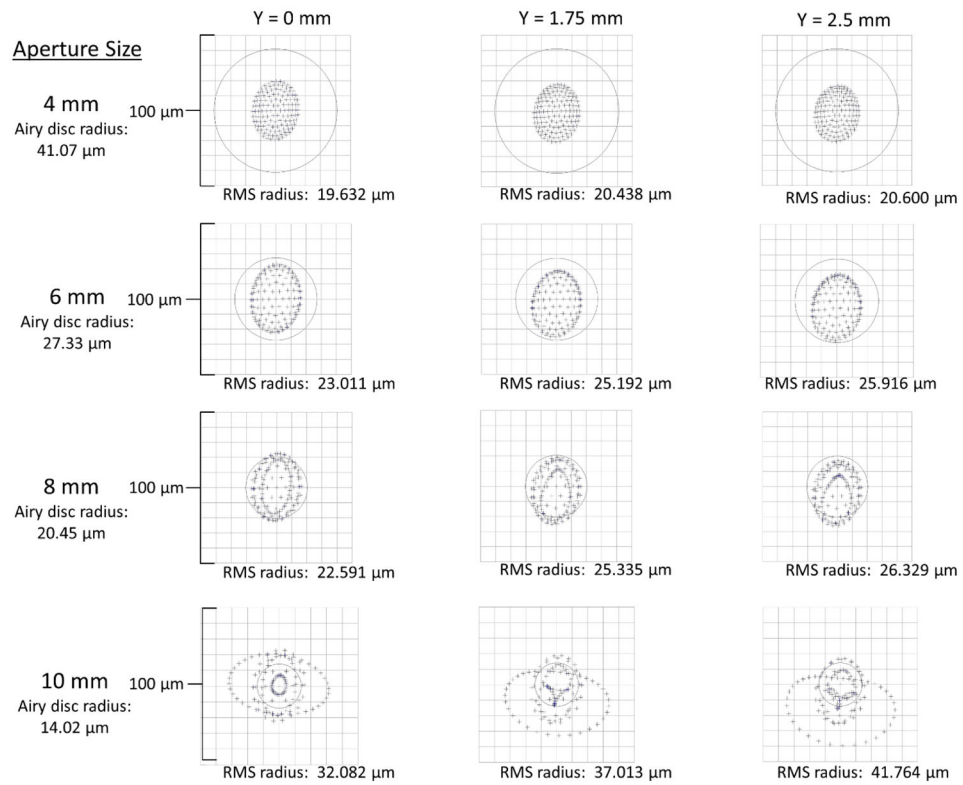 Y = 0 mm
Y = 1.75 mm
Y = 2.5 mm
Aperture Size
4 mm
Airy disc radius:
41.07 µm
100 µm
RMS radius: 19.632 µm
RMS radius: 20.438 µm
RMS radius: 20.600 µm
6 mm
Airy disc radius:
27.33 µm
100 µm
RMS radius: 23.011 µm
RMS radius: 25.192 µm
RMS radius: 25.916 µm
8 mm
Airy disc radius:
20.45 µm
100 µm
RMS radius: 22.591 µm
RMS radius: 25.335 µm
RMS radius: 26.329 µm
10 mm
Airy disc radius:
14.02 µm
100 µm
RMS radius: 32.082 µm
RMS radius: 37.013 µm
RMS radius: 41.764 µm